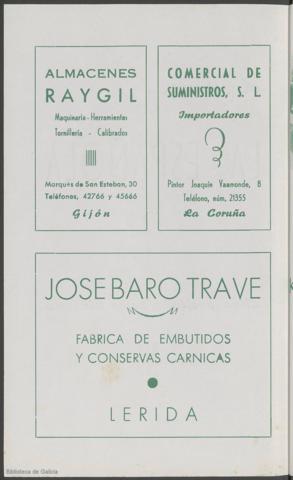 ALMACENES
RAYGIL
Maquinaria - Herramientas
Tornillería - Calibrados
Marqués de San Esteban, 30
Teléfonos, 42766 y 45666
Gijón
COMERCIAL DE
SUMINISTROS, S. L.
Importadores
Pintor Joaquín Vaamonde, 8
Teléfono, núm, 21355
La Coruña
JOSE BARO TRAVE
FABRICA DE EMBUTIDOS
Y CONSERVAS CARNICAS
LERIDA
Biblioteca de Galicia